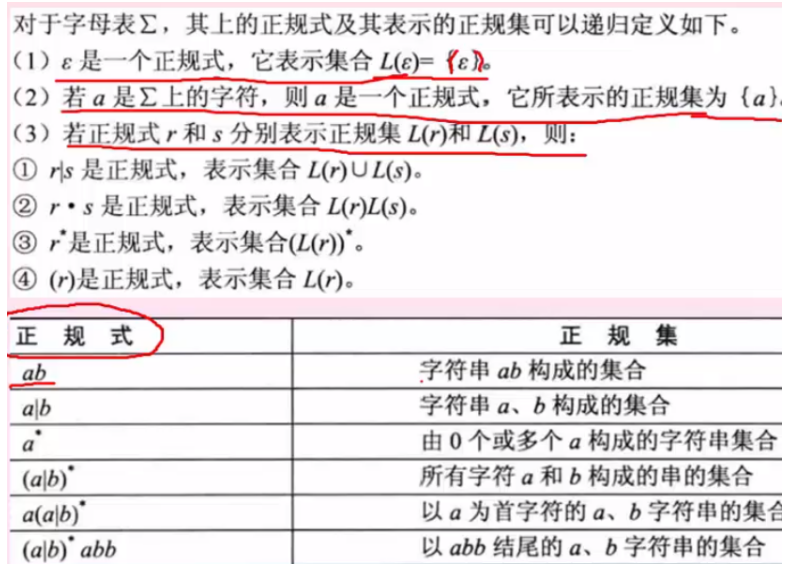 对于字母表Σ，其上的正规式及其表示的正规集可以递归定义如下。
（1）ε 是一个正规式，它表示集合 L(ε)= {ε}。
（2）若 a 是Σ上的字符，则 a 是一个正规式，它所表示的正规集为 {a}.
（3）若正规式 r 和 s 分别表示正规集 L(r)和 L(s)，则：
① r|s 是正规式，表示集合 L(r)∪L(s)。
② r·s 是正规式，表示集合 L(r)L(s)。
③ r*是正规式，表示集合(L(r))*。
④ (r)是正规式，表示集合 L(r)。
正 规 式 正 规 集
ab 字符串 ab 构成的集合
a|b 字符串 a、b 构成的集合
a* 由 0 个或多个 a 构成的字符串集合
(a|b)* 所有字符 a 和 b 构成的串的集合
a(a|b)* 以 a 为首字符的 a、b 字符串的集合
(a|b)* abb 以 abb 结尾的 a、b 字符串的集合